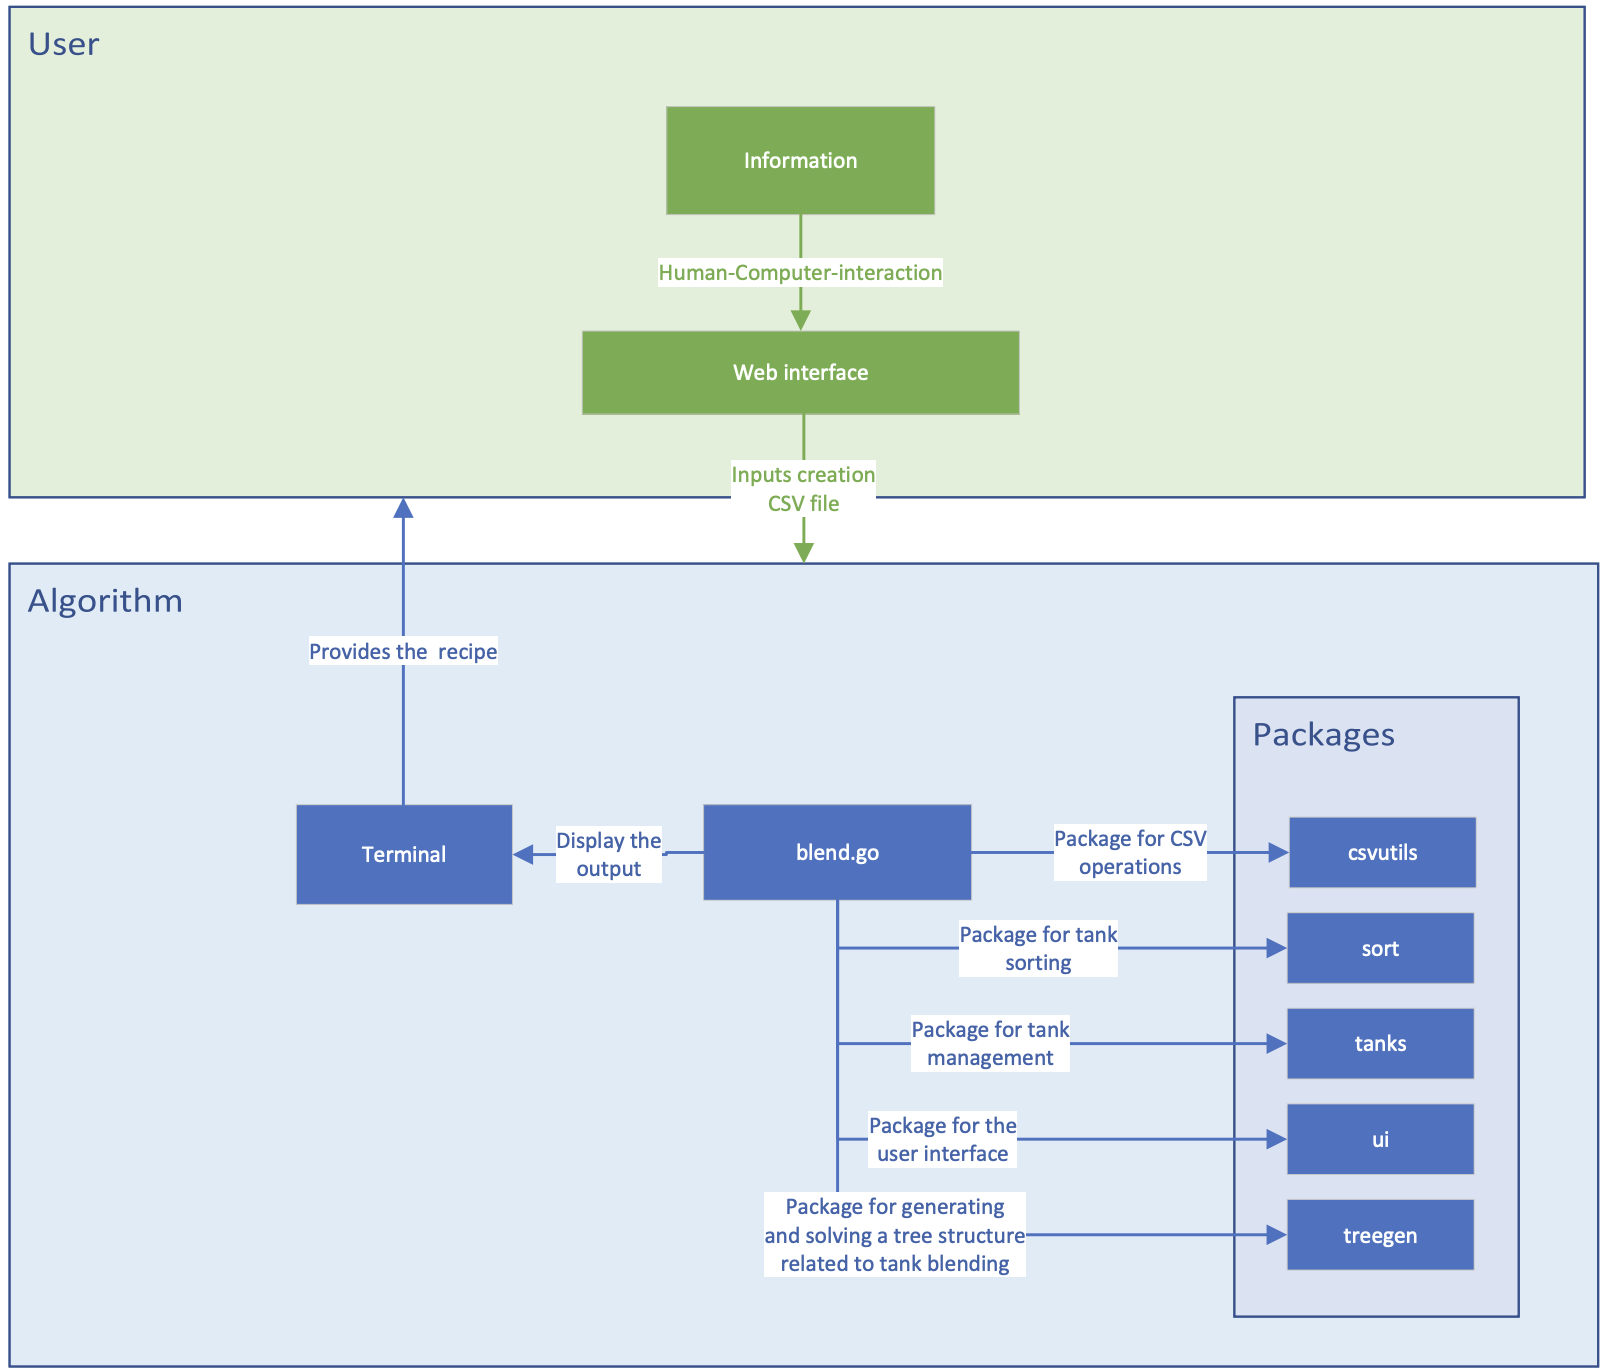 User
Information
Human-Computer-interaction
Web interface
Inputs creation
CSV file
Algorithm
Provides the  recipe
Packages
Terminal
Display the
output
blend.go
Package for CSV
operations
csvutils
Package for tank
sorting
sort
Package for tank
management
tanks
Package for the
user interface
ui
Package for generating
and solving a tree structure
related to tank blending
treegen